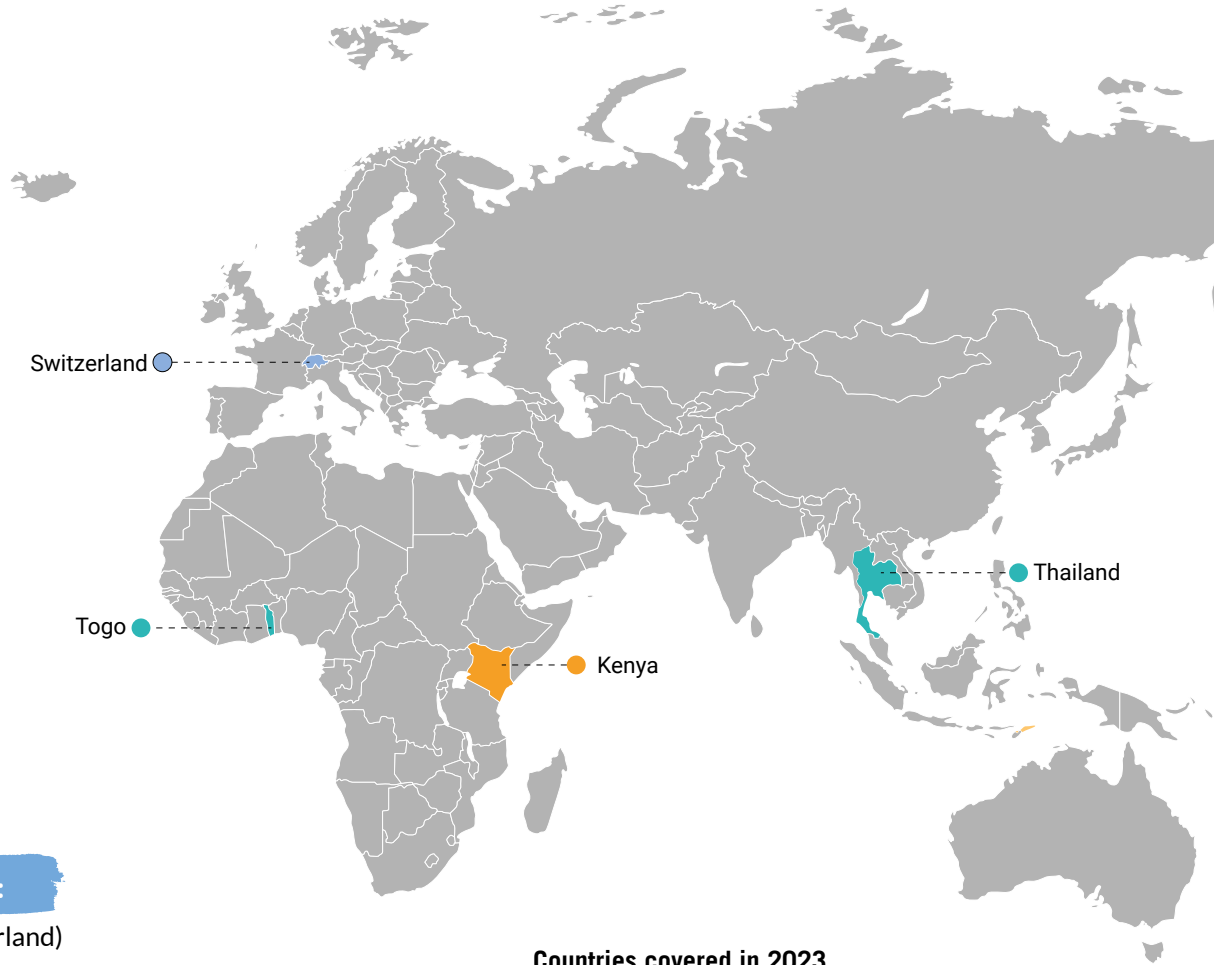 Switzerland
Thailand
Togo
Kenya
rland)
Countries covered in 2023